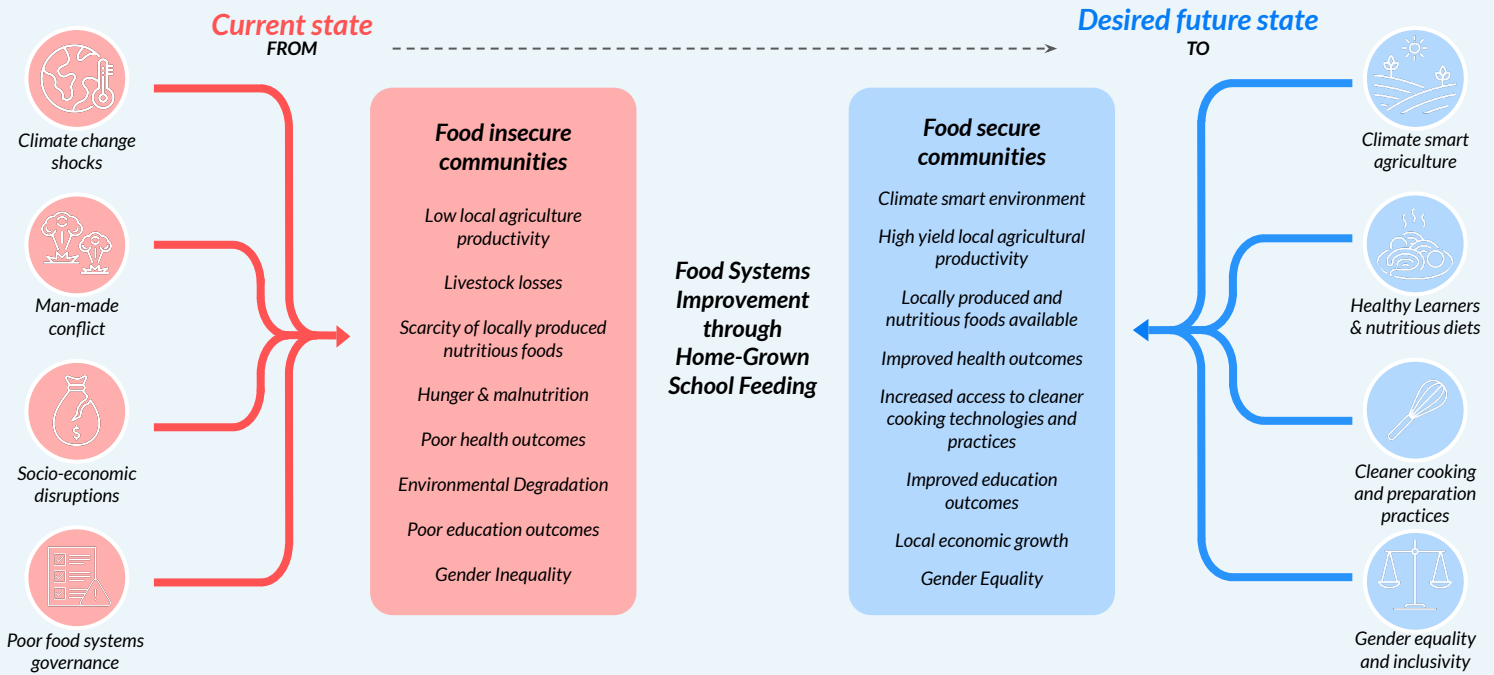 Current state
FROM
Desired future state
TO
Climate change
shocks
Man-made
conflict
Socio-economic
disruptions
Poor food systems
governance
Food insecure
communities
Low local agriculture
productivity
Livestock losses
Scarcity of locally produced
nutritious foods
Hunger & malnutrition
Poor health outcomes
Environmental Degradation
Poor education outcomes
Gender Inequality
Food Systems
Improvement
through
Home-Grown
School Feeding
Food secure
communities
Climate smart environment
High yield local agricultural
productivity
Locally produced and
nutritious foods available
Improved health outcomes
Increased access to cleaner
cooking technologies and
practices
Improved education
outcomes
Local economic growth
Gender Equality
Climate smart
agriculture
Healthy Learners
& nutritious diets
Cleaner cooking
and preparation
practices
Gender equality
and inclusivity
$